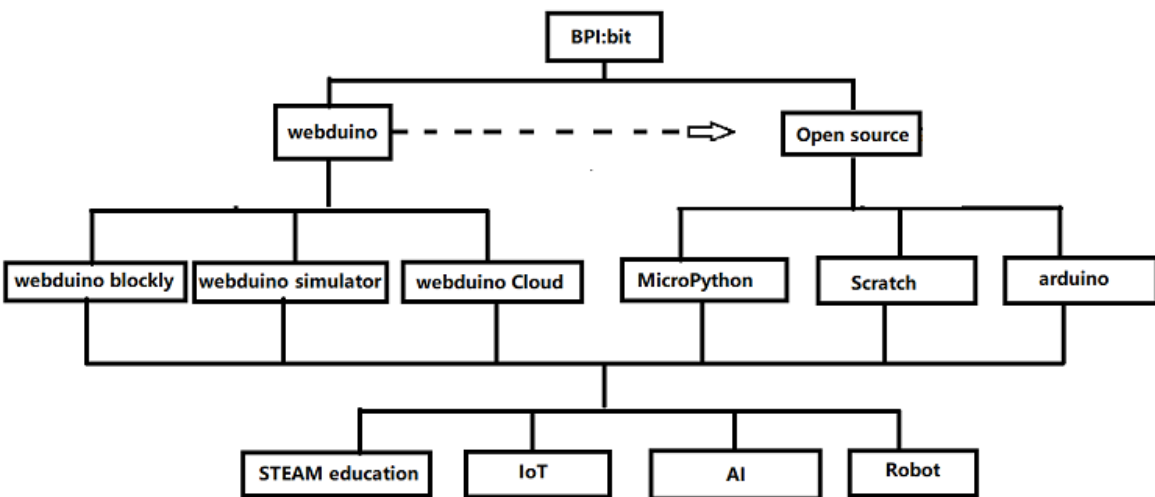 BPI:bit
webduino
Open source
webduino blockly
webduino simulator
webduino Cloud
MicroPython
Scratch
arduino
STEAM education
IoT
AI
Robot